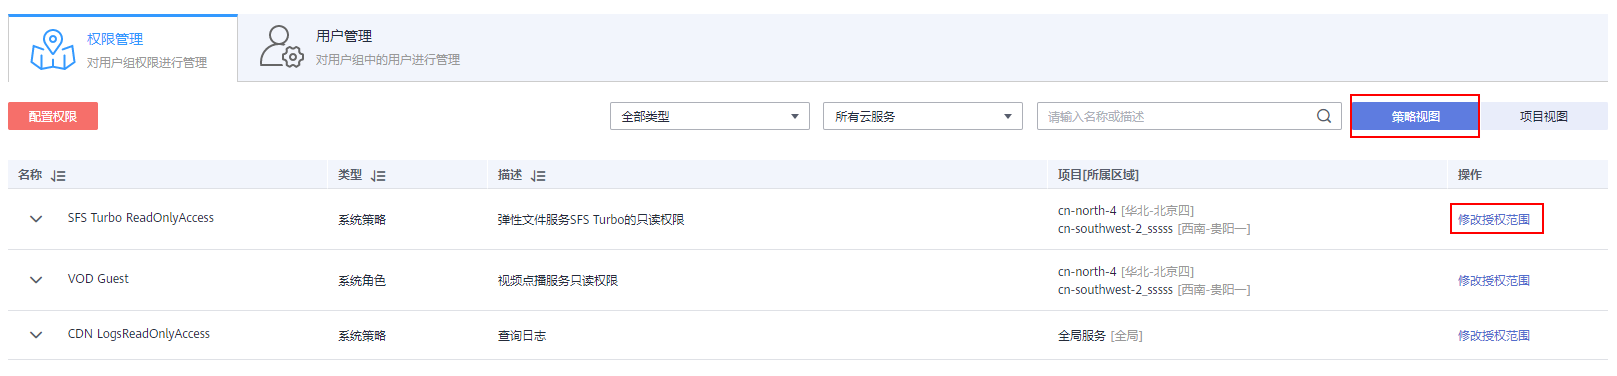 权限管理
对用户组权限进行管理
用户管理
对用户组中的用户进行管理
配置权限
全部类型
所有云服务
请输入名称或描述
策略视图
项目视图
名称
类型
描述
项目[所属区域]
操作
SFS Turbo ReadOnlyAccess
系统策略
弹性文件服务SFS Turbo的只读权限
cn-north-4 [华北-北京四]
cn-southwest-2_sssss [西南-贵阳一]
修改授权范围
VOD Guest
系统角色
视频点播服务只读权限
cn-north-4 [华北-北京四]
cn-southwest-2_sssss [西南-贵阳一]
修改授权范围
CDN LogsReadOnlyAccess
系统策略
查询日志
全局服务 [全局]
修改授权范围